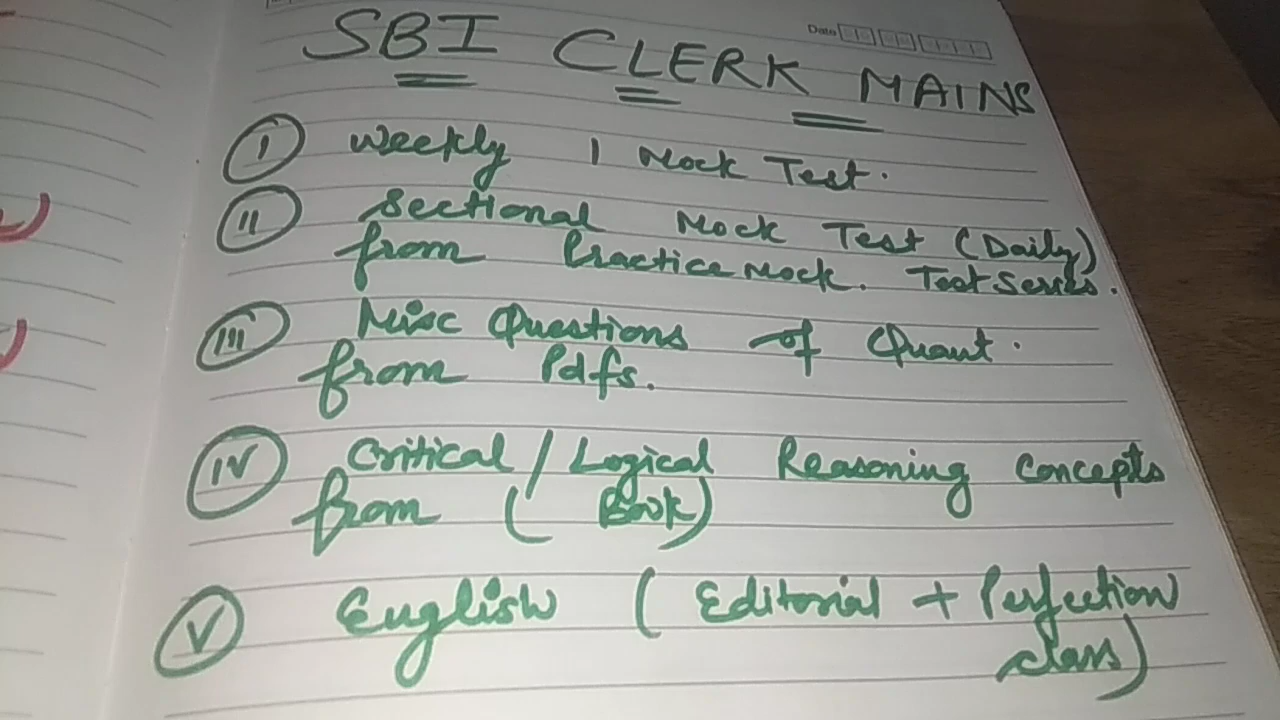 Date
SBI CLERK MAINS
I Weekly 1 Mock Test.
II Sectional Mock Test (Daily)
from Practice Mock. Test Series.
III Misc Questions of Quant.
from Pdfs.
IV Critical / Logical Reasoning Concepts
from ( Book)
V English ( Editorial + Perfection
class)